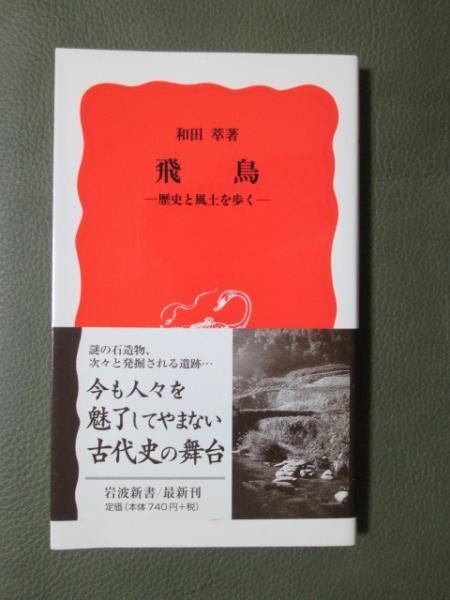 和田 萃著
飛鳥
―歴史と風土を歩く―
謎の石造物、
次々と発掘される遺跡…
今も人々を
魅了してやまない
古代史の舞台
岩波新書/最新刊
定価(本体740円+税)